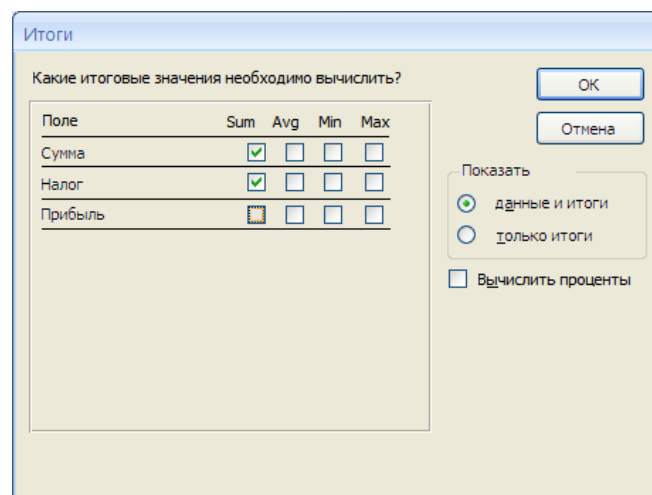 Итоги
Какие итоговые значения необходимо вычислить?
Поле Sum Avg Min Max
Сумма
Налог
Прибыль
OK
Отмена
Показать
данные и итоги
только итоги
Вычислить проценты